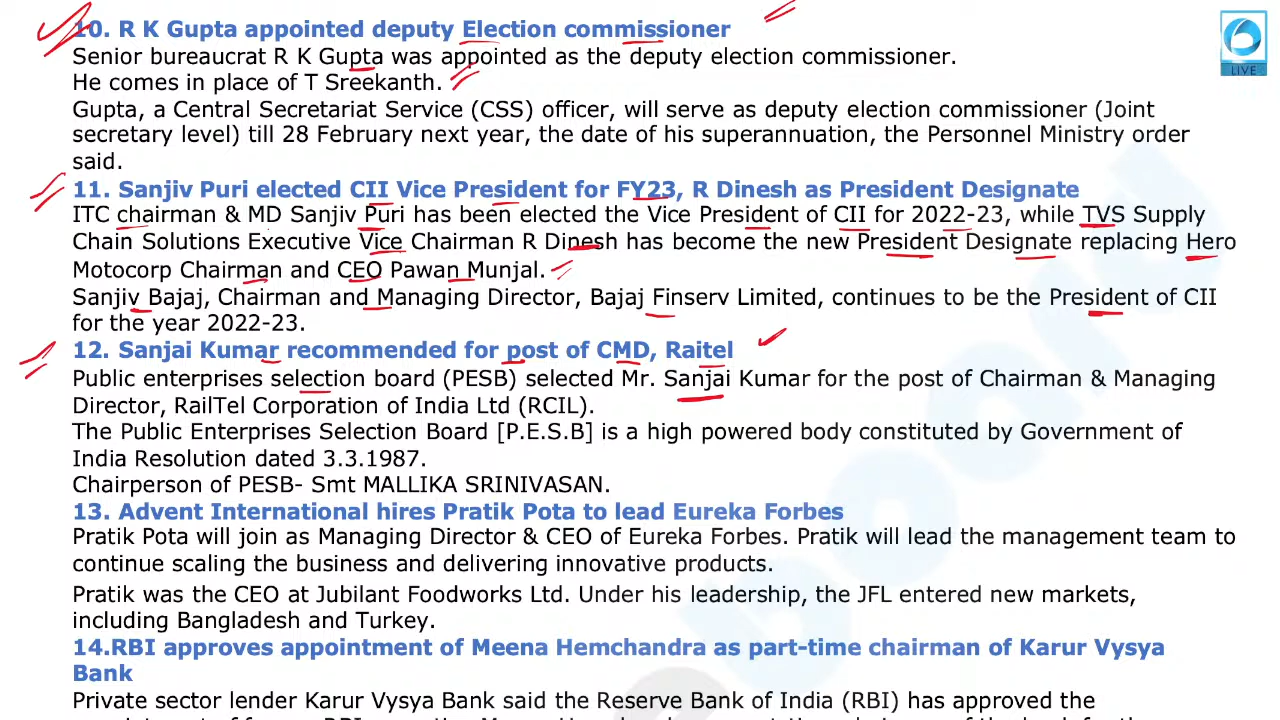 10. R K Gupta appointed deputy Election commissioner
Senior bureaucrat R K Gupta was appointed as the deputy election commissioner.
He comes in place of T Sreekanth.
Gupta, a Central Secretariat Service (CSS) officer, will serve as deputy election commissioner (Joint
secretary level) till 28 February next year, the date of his superannuation, the Personnel Ministry order
said.
11. Sanjiv Puri elected CII Vice President for FY23, R Dinesh as President Designate
ITC chairman & MD Sanjiv Puri has been elected the Vice President of CII for 2022-23, while TVS Supply
Chain Solutions Executive Vice Chairman R Dinesh has become the new President Designate replacing Hero
Motocorp Chairman and CEO Pawan Munjal.
Sanjiv Bajaj, Chairman and Managing Director, Bajaj Finserv Limited, continues to be the President of CII
for the year 2022-23.
12. Sanjai Kumar recommended for post of CMD, Raitel
Public enterprises selection board (PESB) selected Mr. Sanjai Kumar for the post of Chairman & Managing
Director, RailTel Corporation of India Ltd (RCIL).
The Public Enterprises Selection Board [P.E.S.B] is a high powered body constituted by Government of
India Resolution dated 3.3.1987.
Chairperson of PESB- Smt MALLIKA SRINIVASAN.
13. Advent International hires Pratik Pota to lead Eureka Forbes
Pratik Pota will join as Managing Director & CEO of Eureka Forbes. Pratik will lead the management team to
continue scaling the business and delivering innovative products.
Pratik was the CEO at Jubilant Foodworks Ltd. Under his leadership, the JFL entered new markets,
including Bangladesh and Turkey.
14.RBI approves appointment of Meena Hemchandra as part-time chairman of Karur Vysya
Bank
Private sector lender Karur Vysya Bank said the Reserve Bank of India (RBI) has approved the
LIVE